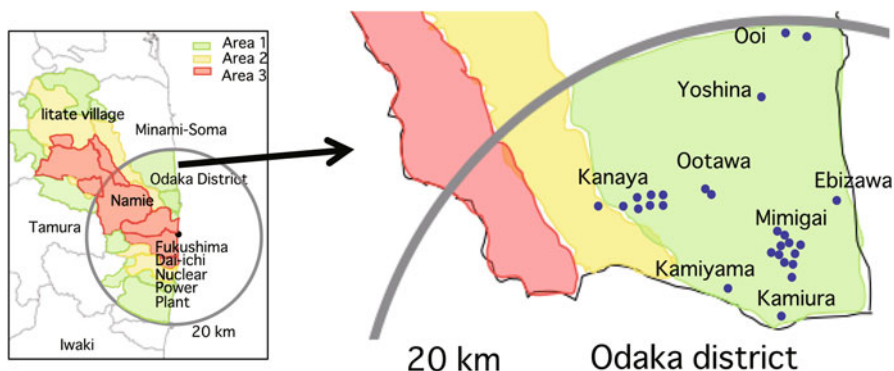 Area 1
Area 2
Area 3
Iitate village
Minami-Soma
Odaka District
Namie
Tamura
Fukushima
Dai-ichi
Nuclear
Power
Plant
20 km
Iwaki
Ooi
Yoshina
Ootawa
Kanaya
Ebizawa
Mimigai
Kamiyama
Kamiura
20 km
Odaka district